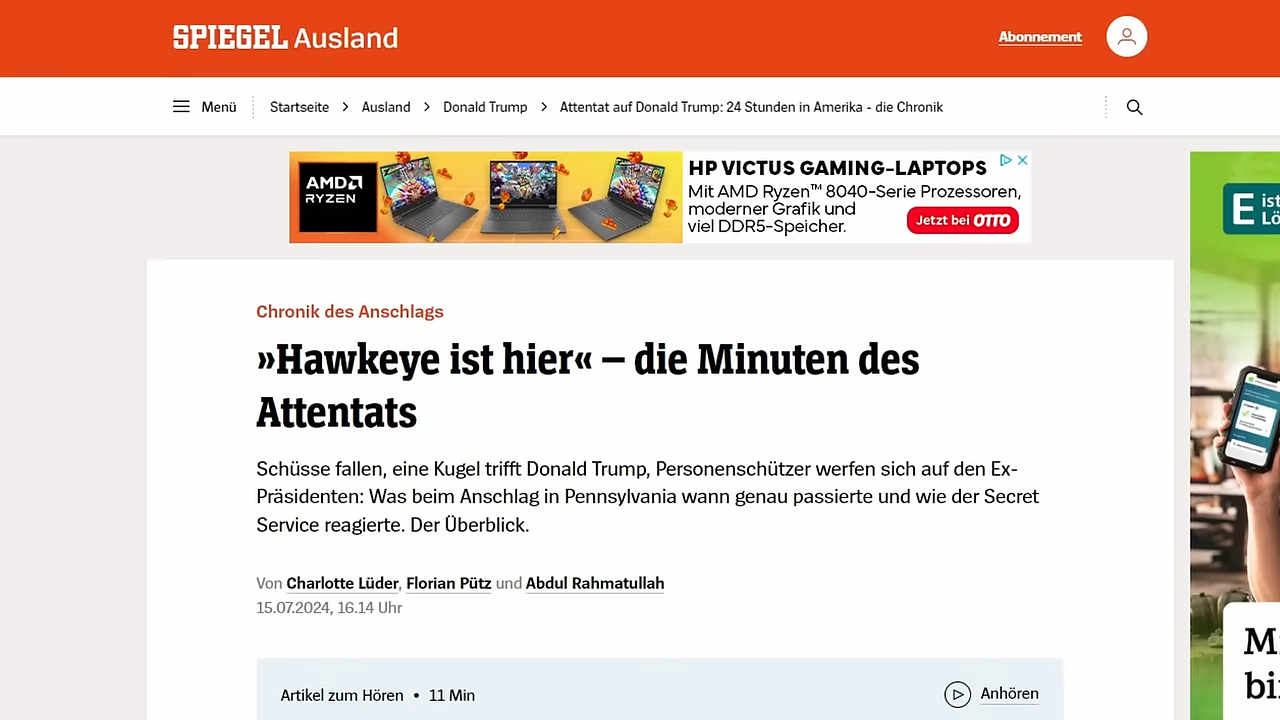 SPIEGEL Ausland
Abonnement
Menü
Startseite
Ausland
Donald Trump
Attentat auf Donald Trump: 24 Stunden in Amerika - die Chronik
AMD
RYZEN
HP VICTUS GAMING-LAPTOPS
Mit AMD Ryzen™ 8040-Serie Prozessoren,
moderner Grafik und
viel DDR5-Speicher.
Jetzt bei OTTO
E ist
Chronik des Anschlags
»Hawkeye ist hier« – die Minuten des
Attentats
Schüsse fallen, eine Kugel trifft Donald Trump, Personenschützer werfen sich auf den Ex-
Präsidenten: Was beim Anschlag in Pennsylvania wann genau passierte und wie der Secret
Service reagierte. Der Überblick.
Von Charlotte Lüder, Florian Pütz und Abdul Rahmatullah
15.07.2024, 16.14 Uhr
Artikel zum Hören • 11 Min
Anhören